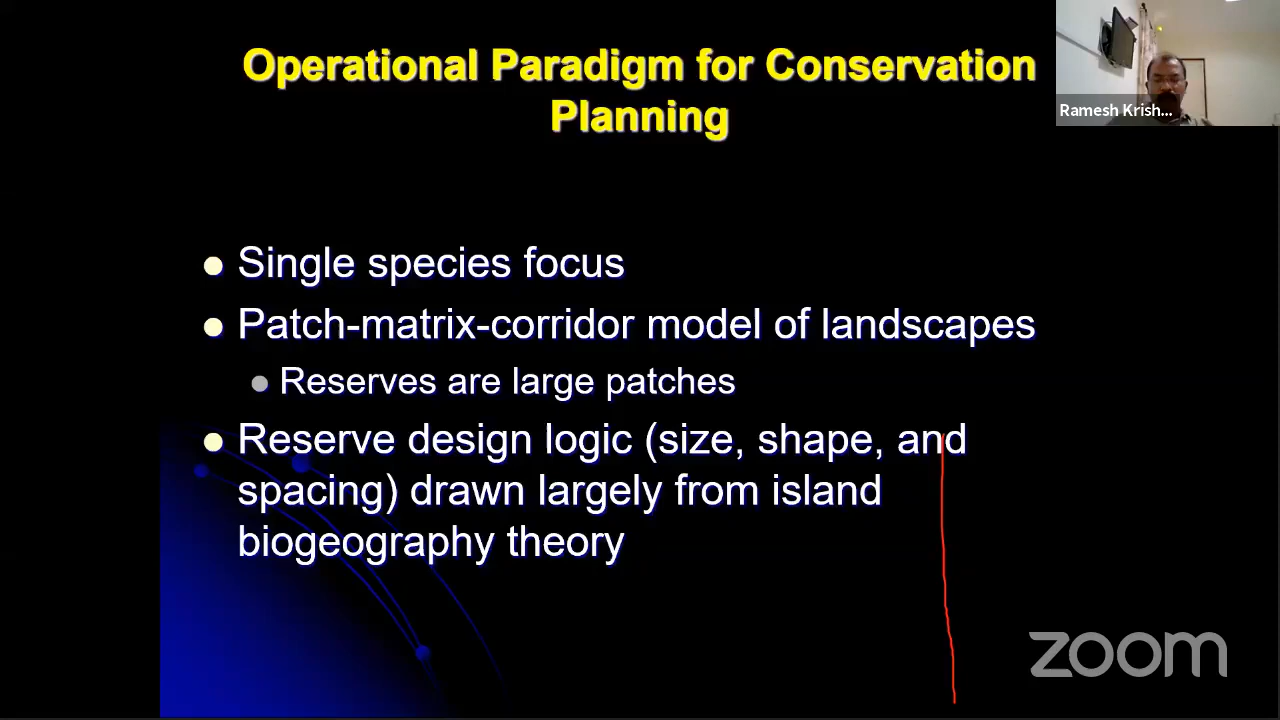 Operational Paradigm for Conservation
Planning
Ramesh Krish...
Single species focus
Patch-matrix-corridor model of landscapes
Reserves are large patches
Reserve design logic (size, shape, and
spacing) drawn largely from island
biogeography theory
zoom